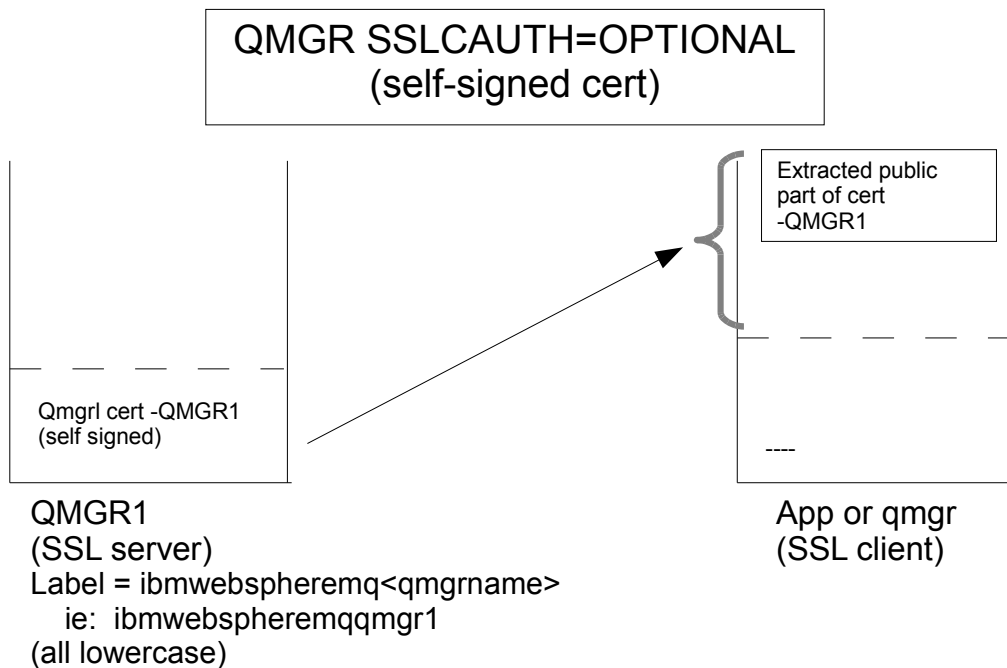 QMGR SSLCAUTH=OPTIONAL
(self-signed cert)
Extracted public
part of cert
-QMGR1
Qmgrl cert -QMGR1
(self signed)
----
QMGR1
(SSL server)
Label = ibmwebspheremq<qmgrname>
ie: ibmwebspheremqqmgr1
(all lowercase)
App or qmgr
(SSL client)